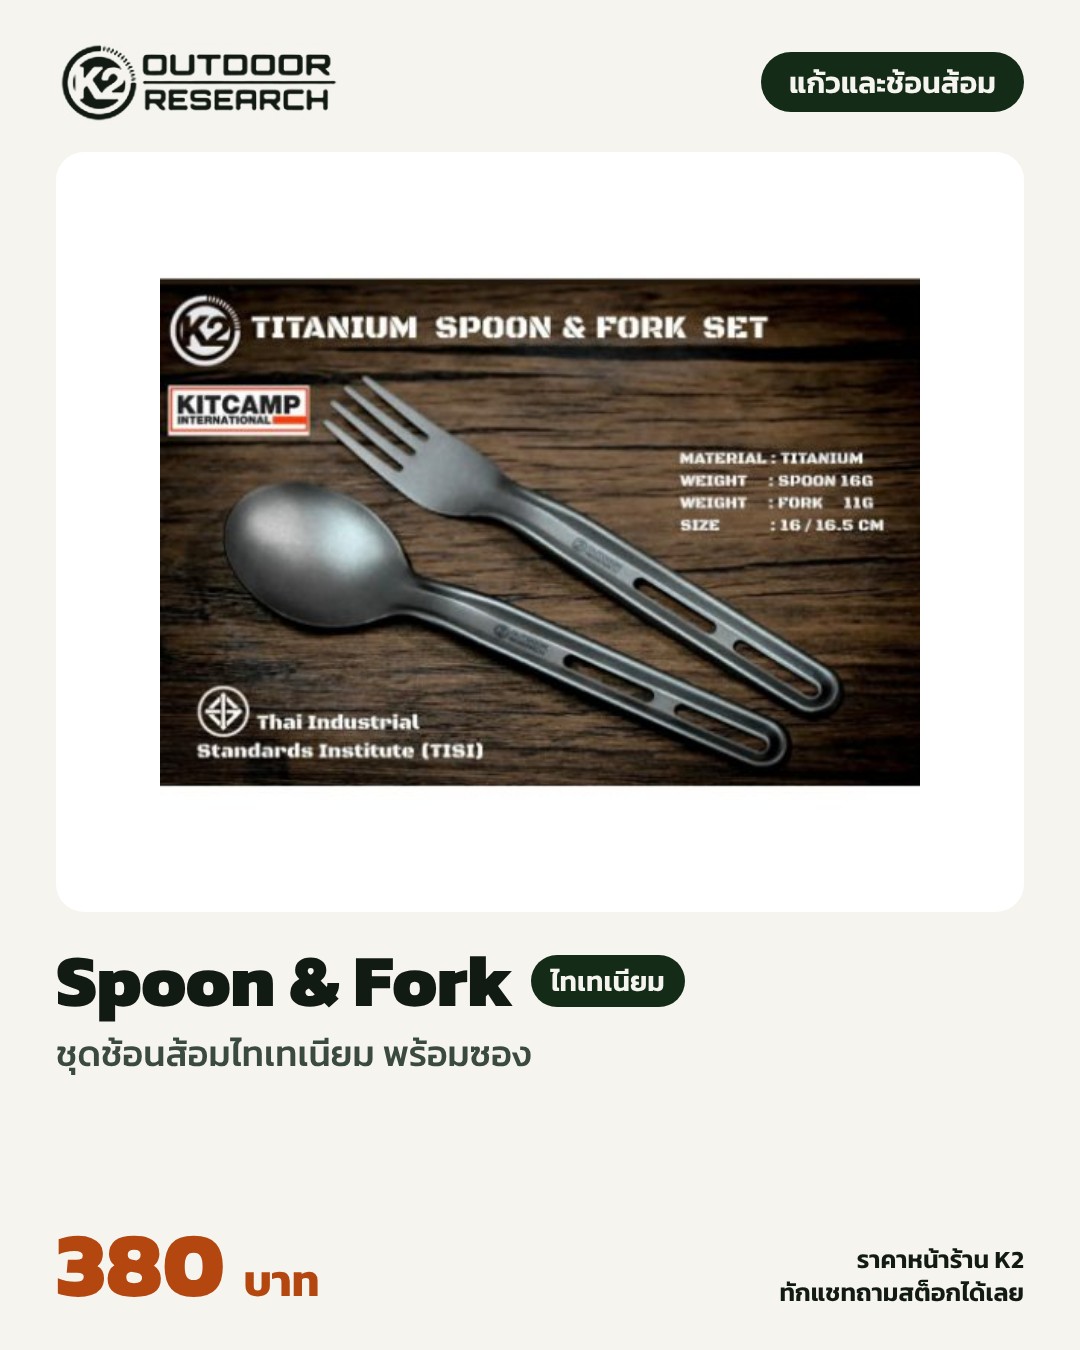 K2 OUTDOOR
RESEARCH
แก้วและช้อนส้อม
K2 TITANIUM SPOON & FORK SET
KITCAMP
INTERNATIONAL
MATERIAL : TITANIUM
WEIGHT : SPOON 16G
WEIGHT : FORK 11G
SIZE : 16 / 16.5 CM
Thai Industrial
Standards Institute (TISI)
Spoon & Fork ไทเทเนียม
ชุดช้อนส้อมไทเทเนียม พร้อมซอง
380 บาท
ราคาหน้าร้าน K2
ทักแชทถามสต็อกได้เลย